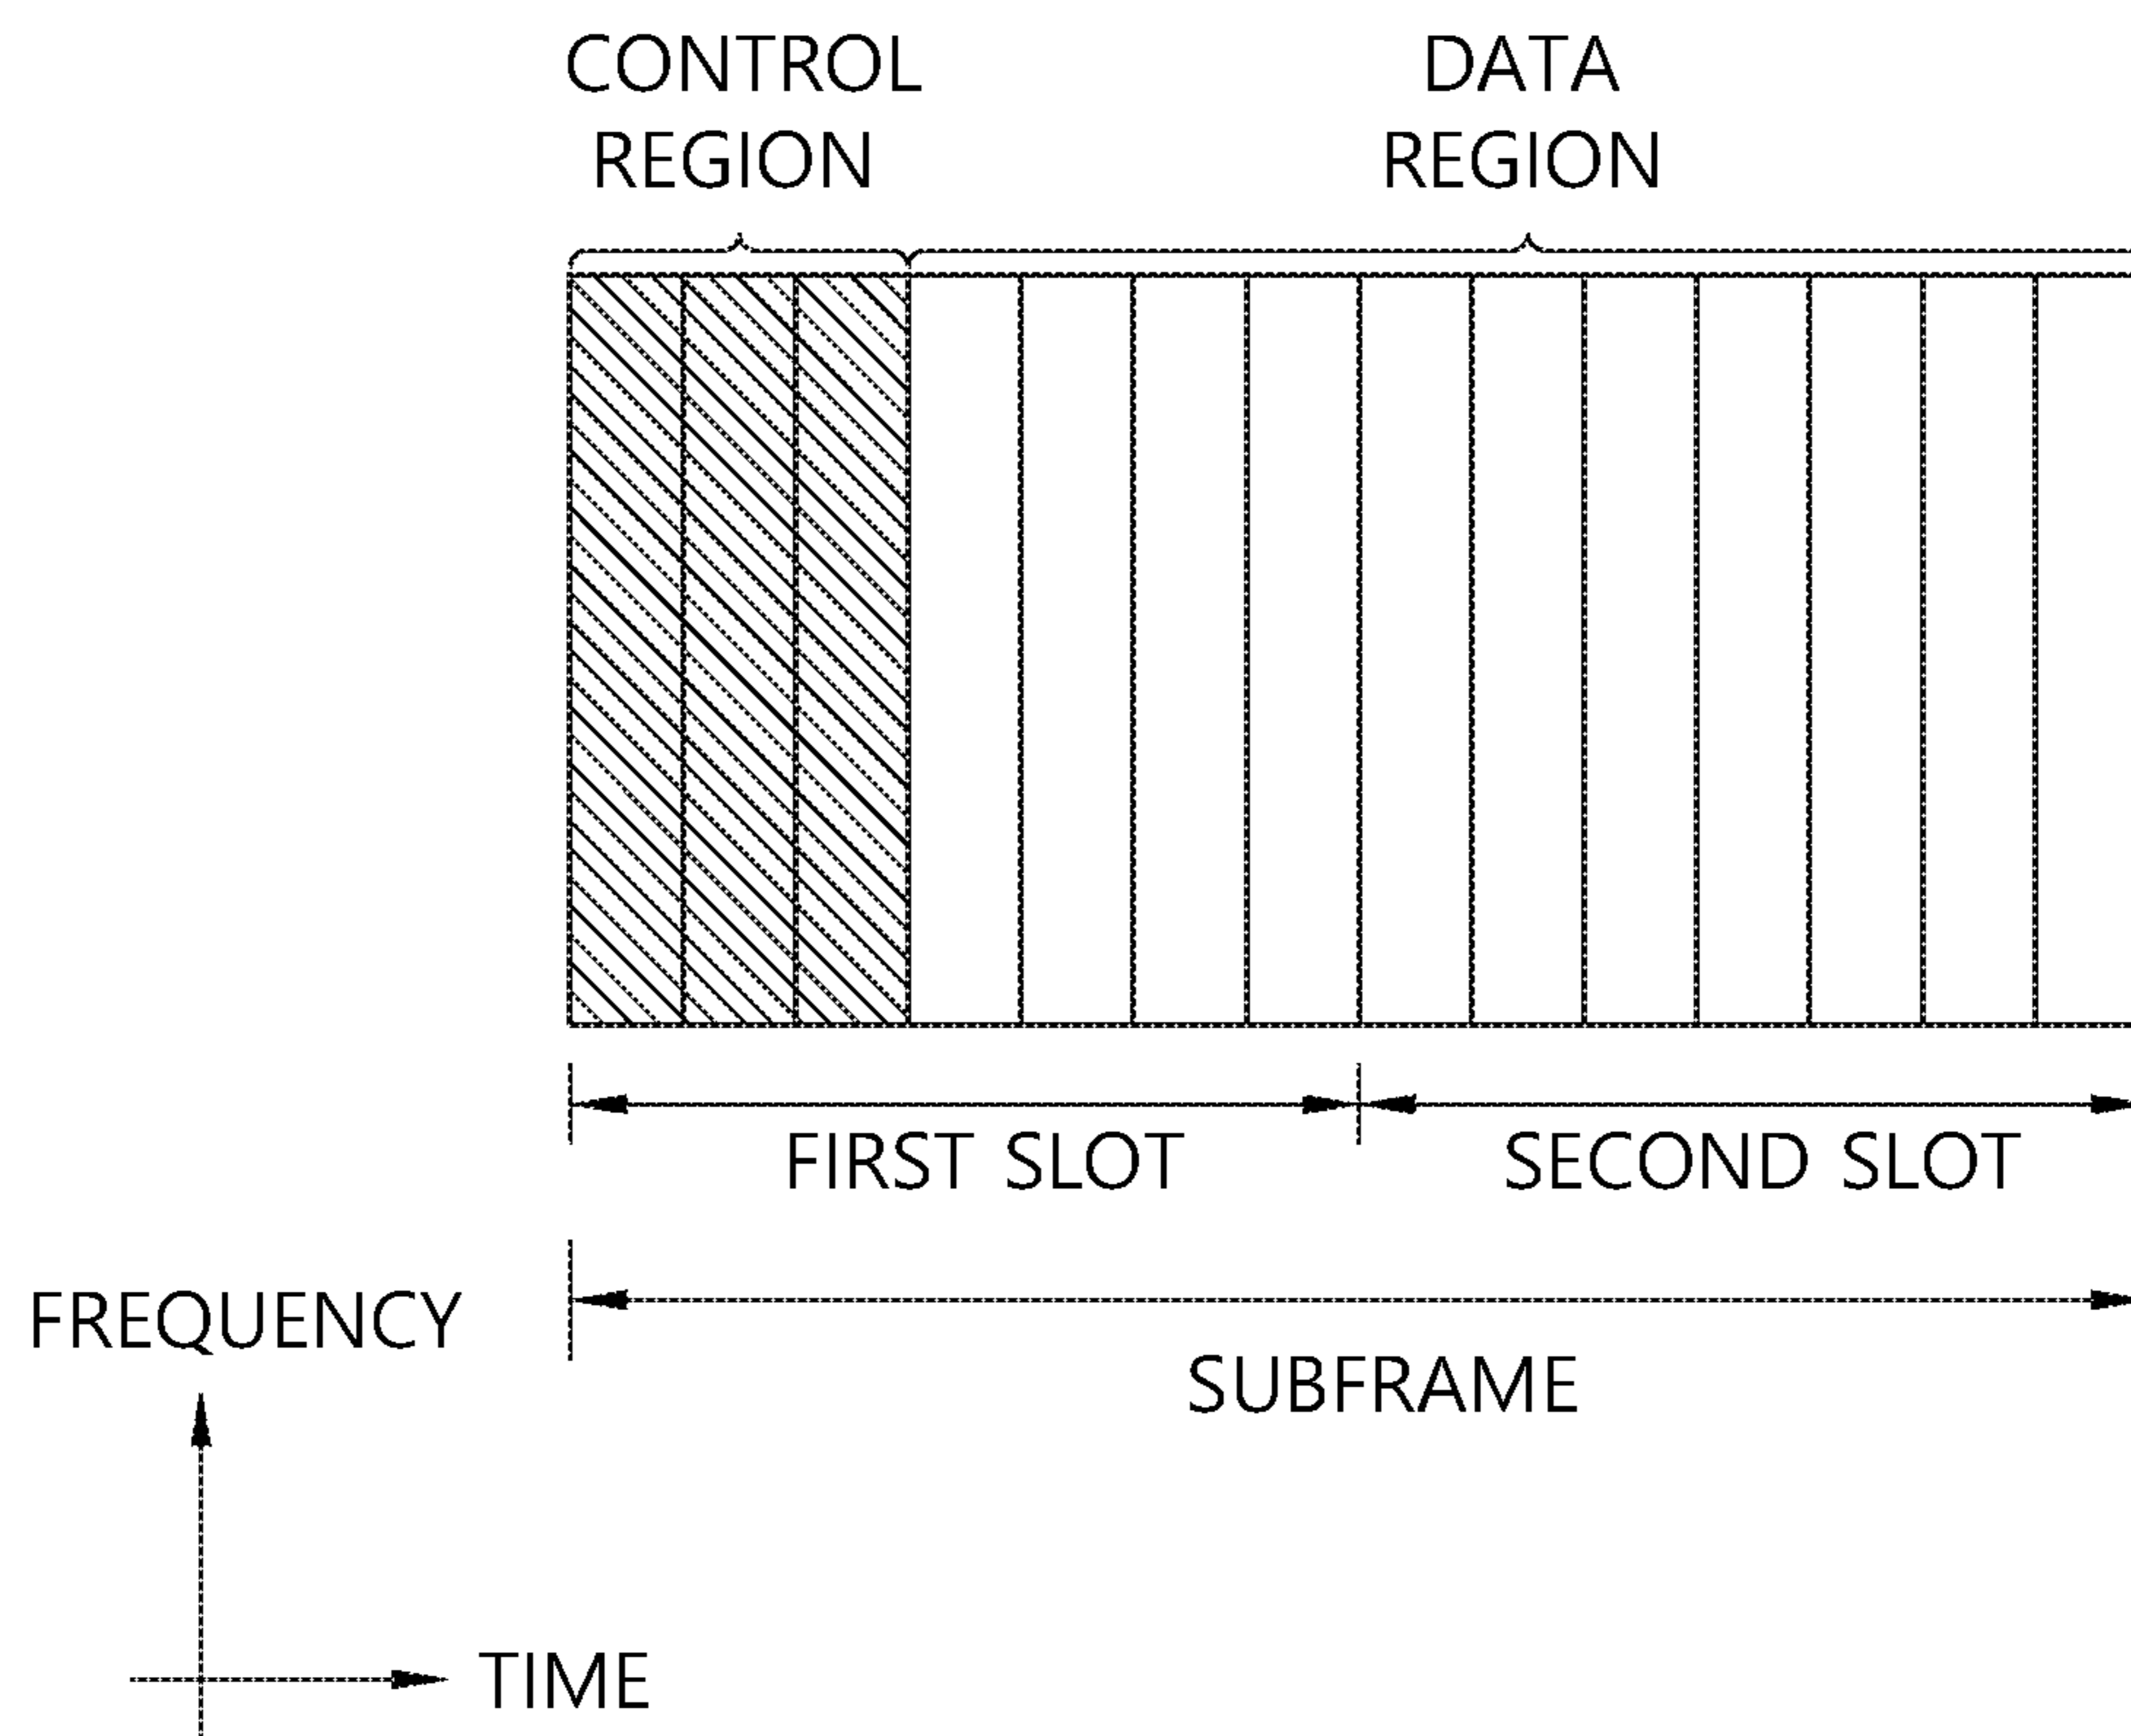 CONTROL
REGION
DATA
REGION
FIRST SLOT
SECOND SLOT
SUBFRAME
FREQUENCY
TIME